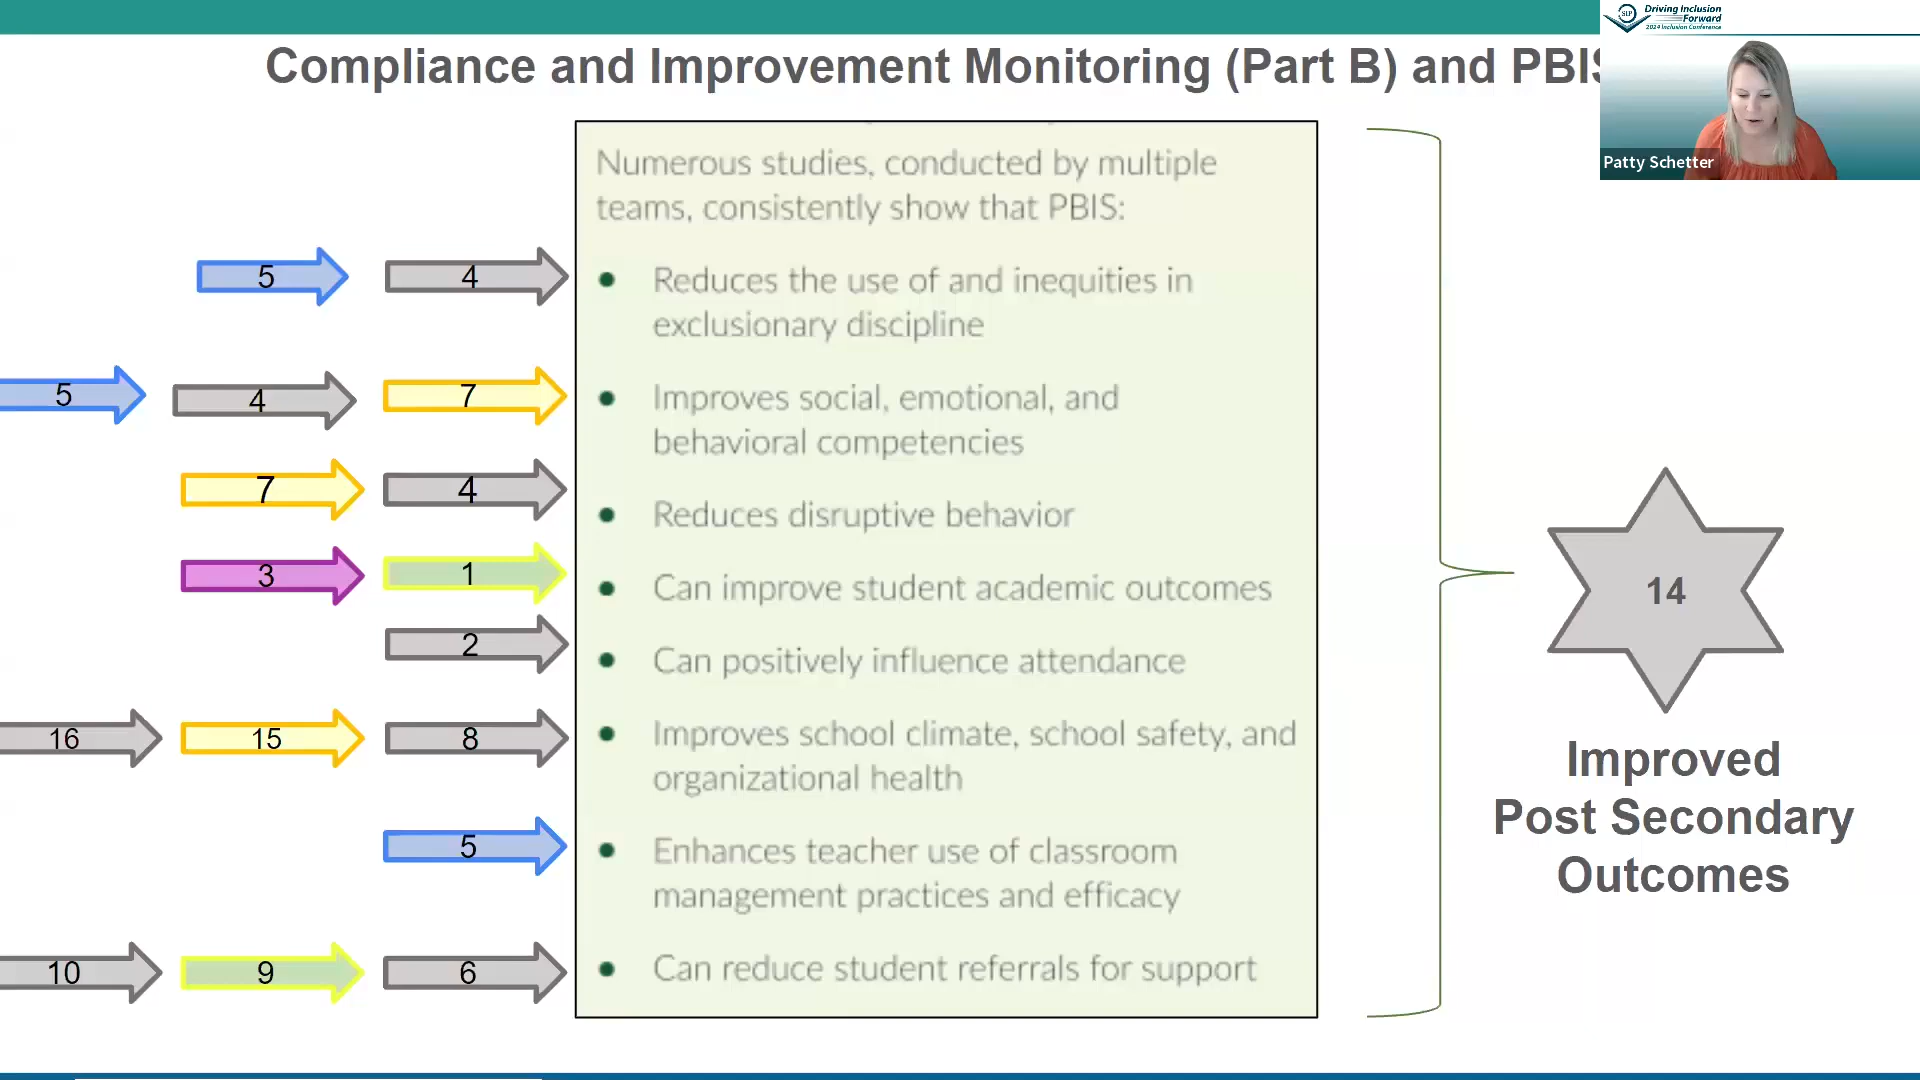 Driving Inclusion
Forward
2024 Inclusion Conference
SIP
Compliance and Improvement Monitoring (Part B) and PBIS
Patty Schetter
Numerous studies, conducted by multiple
teams, consistently show that PBIS:
5
4
Reduces the use of and inequities in
exclusionary discipline
5
4
7
Improves social, emotional, and
behavioral competencies
7
4
Reduces disruptive behavior
3
1
Can improve student academic outcomes
2
Can positively influence attendance
16
15
8
Improves school climate, school safety, and
organizational health
5
Enhances teacher use of classroom
management practices and efficacy
10
9
6
Can reduce student referrals for support
14
Improved
Post Secondary
Outcomes